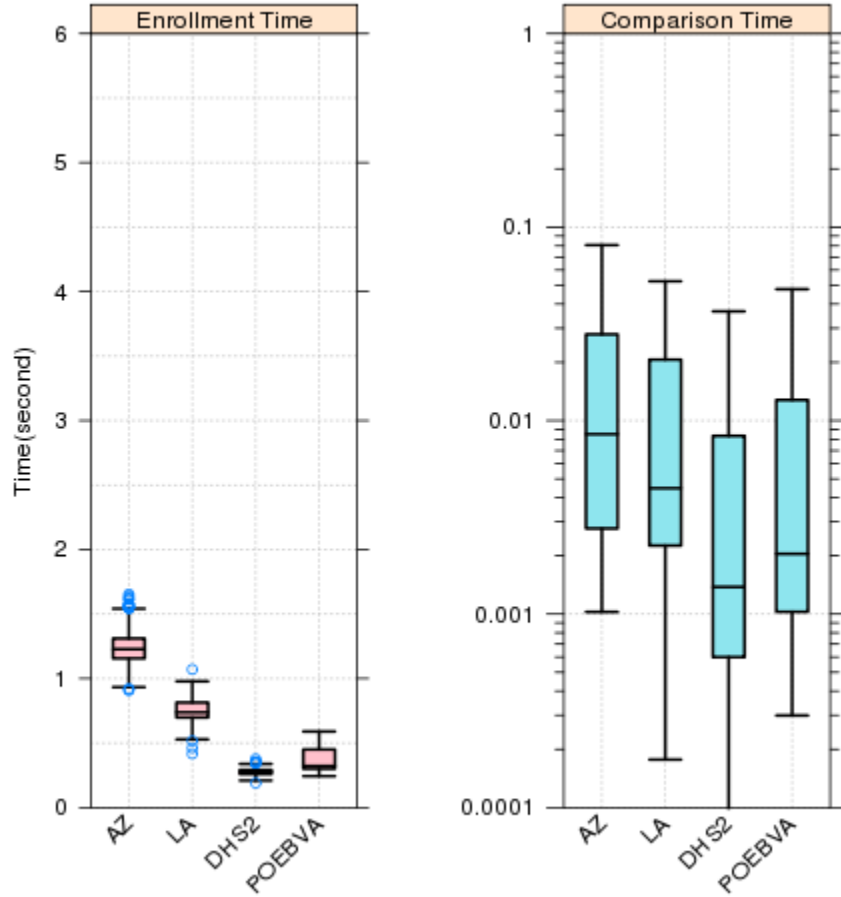 Enrollment Time
Comparison Time
Time(second)
6
5
4
3
2
1
0
AZ
LA
DHS2
POEBVA
1
0.1
0.01
0.001
0.0001
AZ
LA
DHS2
POEBVA